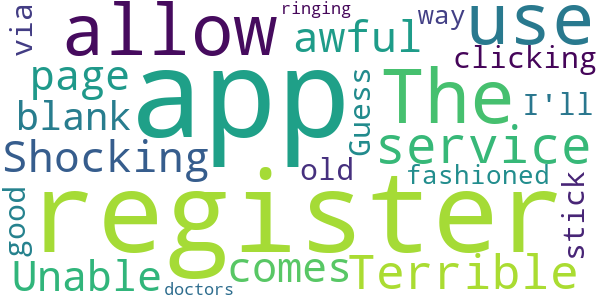 via
allow
ringing
awful
way
use
clicking
page
app
The
Guess
I'll
blank
service
Shocking
old
fashioned
good
register
stick
Unable
comes
Terrible
doctors